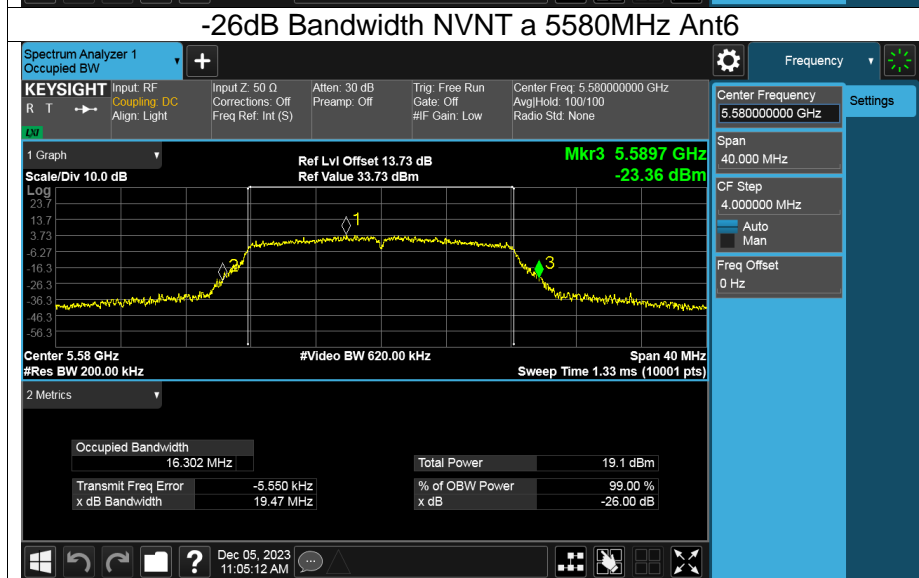 -26dB Bandwidth NVNT a 5580MHz Ant6
Spectrum Analyzer 1
Occupied BW
+
Frequency
KEYSIGHT
R T
LXI
Input: RF
Coupling: DC
Align: Light
Input Z: 50 Ω
Corrections: Off
Freq Ref: Int (S)
Atten: 30 dB
Preamp: Off
Trig: Free Run
Gate: Off
#IF Gain: Low
Center Freq: 5.580000000 GHz
Avg|Hold: 100/100
Radio Std: None
Center Frequency
5.580000000 GHz
Settings
Span
40.000 MHz
CF Step
4.000000 MHz
Auto
Man
Freq Offset
0 Hz
1 Graph
Scale/Div 10.0 dB
Ref Lvl Offset 13.73 dB
Ref Value 33.73 dBm
Mkr3 5.5897 GHz
-23.36 dBm
Log
23.7
13.7
3.73
-6.27
-16.3
-26.3
-36.3
-46.3
-56.3
1
2
3
Center 5.58 GHz
#Video BW 620.00 kHz
Span 40 MHz
#Res BW 200.00 kHz
Sweep Time 1.33 ms (10001 pts)
2 Metrics
Occupied Bandwidth
16.302 MHz
Total Power 19.1 dBm
Transmit Freq Error -5.550 kHz
% of OBW Power 99.00 %
x dB Bandwidth 19.47 MHz
x dB -26.00 dB
?
Dec 05, 2023
11:05:12 AM